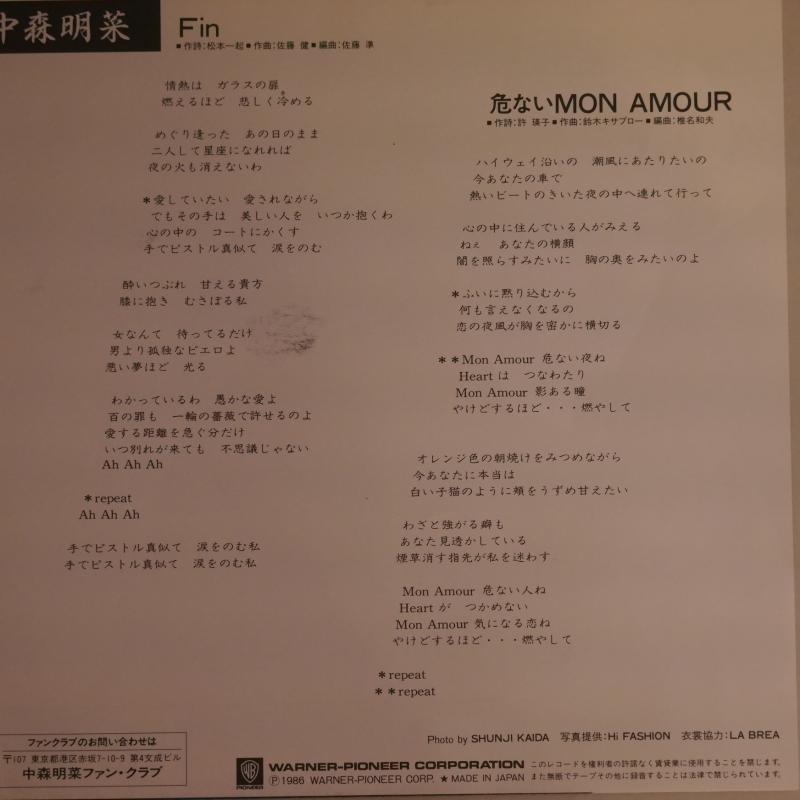 中森明菜
Fin
■作詩：松本一起■作曲：佐藤 健■編曲：佐藤 準
情熱は ガラスの扉
燃えるほど 悲しく冷める
めぐり逢った あの日のまま
二人して星座になれれば
夜の火も消えないわ
＊愛していたい 愛されながら
でもその手は 美しい人を いつか抱くわ
心の中の コートにかくす
手でピストル真似て 涙をのむ
酔いつぶれ 甘える貴方
膝に抱き むさぼる私
女なんて 待ってるだけ
男より孤独なピエロよ
悪い夢ほど 光る
わかっているわ 愚かな愛よ
百の罪も 一輪の薔薇で許せるのよ
愛する距離を急ぐ分だけ
いつ別れが来ても 不思議じゃない
Ah Ah Ah
＊repeat
Ah Ah Ah
手でピストル真似て 涙をのむ私
手でピストル真似て 涙をのむ私
危ないMON AMOUR
■作詩：許 瑛子■作曲：鈴木キサブロー■編曲：椎名和夫
ハイウェイ沿いの 潮風にあたりたいの
今あなたの車で
熱いビートのきいた夜の中へ連れて行って
心の中に住んでいる人がみえる
ねぇ あなたの横顔
闇を照らすみたいに 胸の奥をみたいのよ
＊ふいに黙り込むから
何も言えなくなるの
恋の夜風が胸を密かに横切る
＊＊Mon Amour 危ない夜ね
Heart は つなわたり
Mon Amour 影ある瞳
やけどするほど・・・燃やして
オレンジ色の朝焼けをみつめながら
今あなたに本当は
白い子猫のように頬をうずめ甘えたい
わざと強がる癖も
あなた見透かしている
煙草消す指先が私を迷わす
Mon Amour 危ない人ね
Heart が つかめない
Mon Amour 気になる恋ね
やけどするほど・・・燃やして
＊repeat
＊＊repeat
Photo by SHUNJI KAIDA 写真提供：Hi FASHION 衣裳協力：LA BREA
ファンクラブのお問い合わせは
〒107 東京都港区赤坂7-10-9 第4文成ビル
中森明菜ファン・クラブ
WB
PIONEER
WARNER-PIONEER CORPORATION
Ⓟ1986 WARNER-PIONEER CORP. ★ MADE IN JAPAN
このレコードを権利者の許諾なく賃貸業に使用することを禁じます。
また無断でテープその他に録音することは法律で禁じられています。